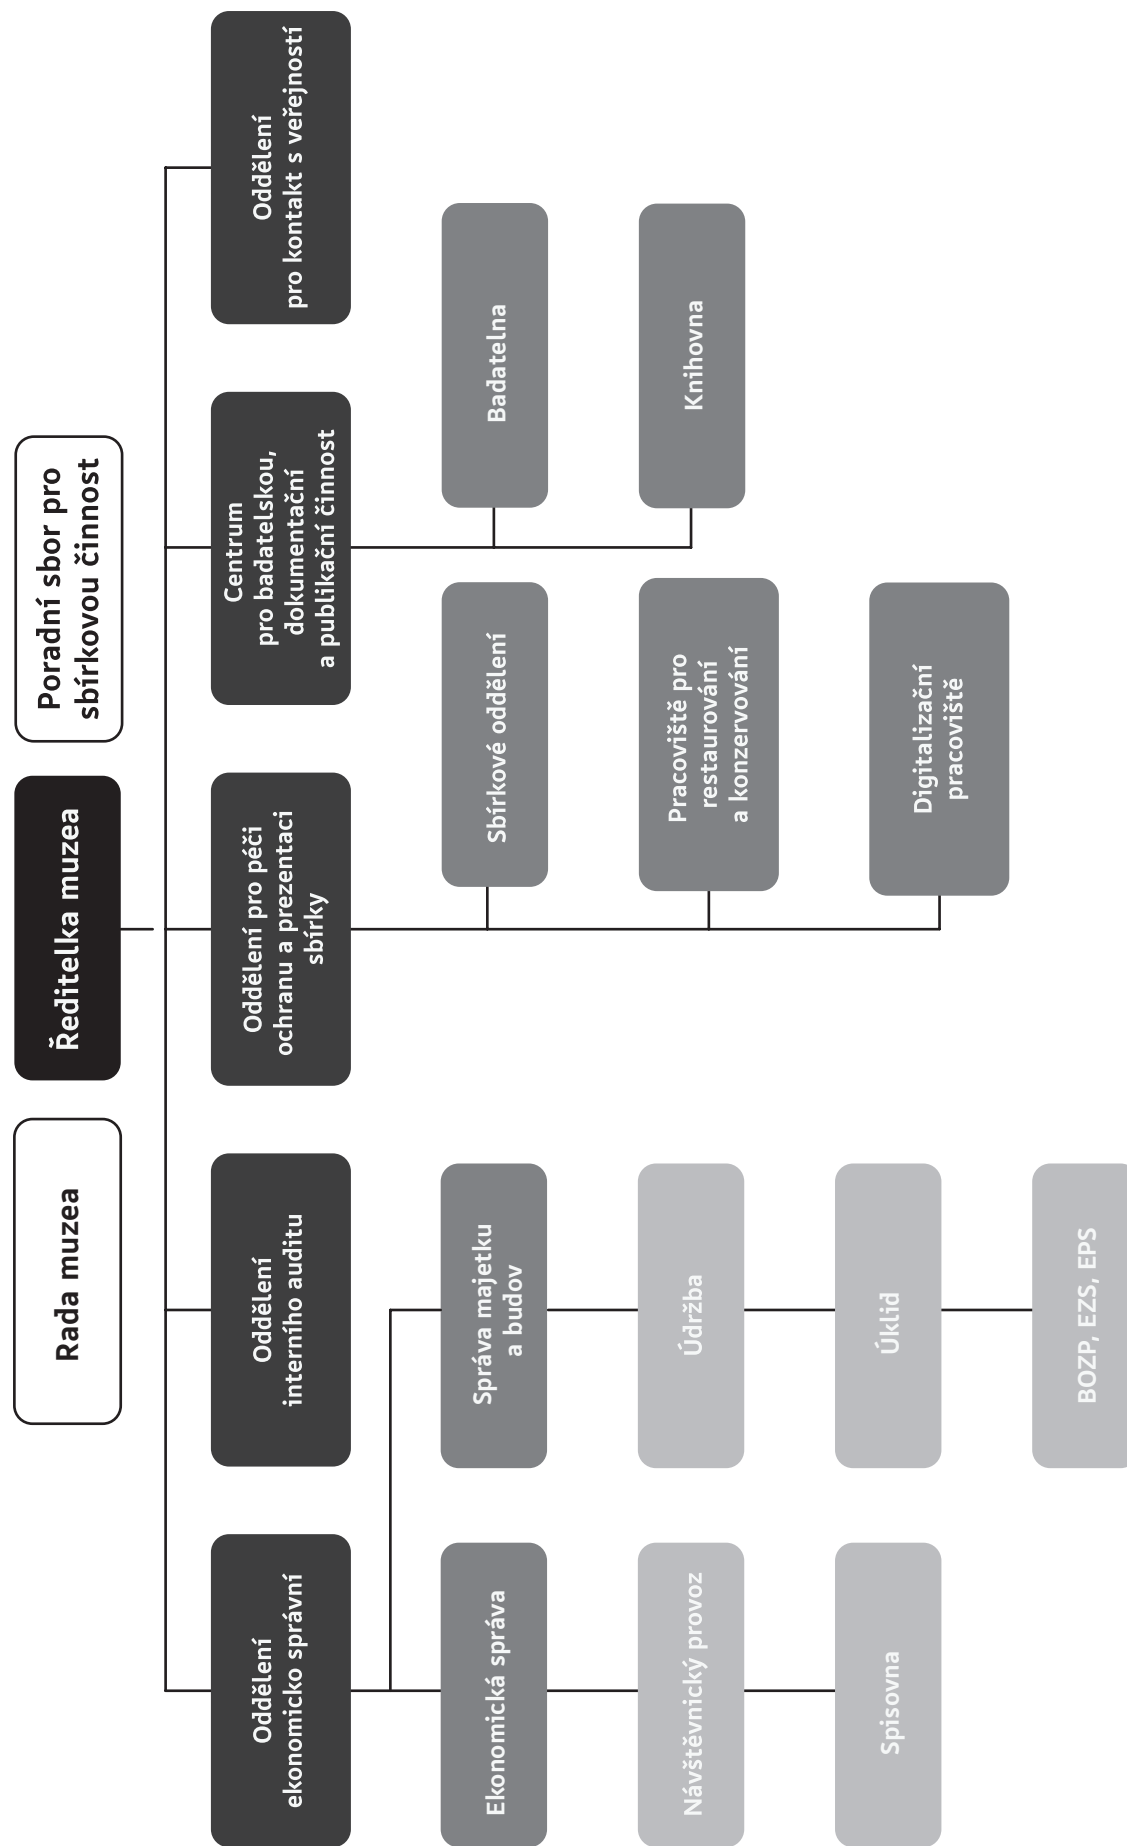 Rada muzea
Ředitelka muzea
Poradní sbor pro
sbírkovou činnost
Oddělení
ekonomicko správní
Oddělení
interního auditu
Oddělení pro péči
ochranu a prezentaci
sbírky
Centrum
pro badatelskou,
dokumentační
a publikační činnost
Oddělení
pro kontakt s veřejností
Ekonomická správa
Správa majetku
a budov
Sbírkové oddělení
Badatelna
Návštěvnický provoz
Údržba
Pracoviště pro
restaurování
a konzervování
Knihovna
Spisovna
Úklid
Digitalizační
pracoviště
BOZP, EZS, EPS